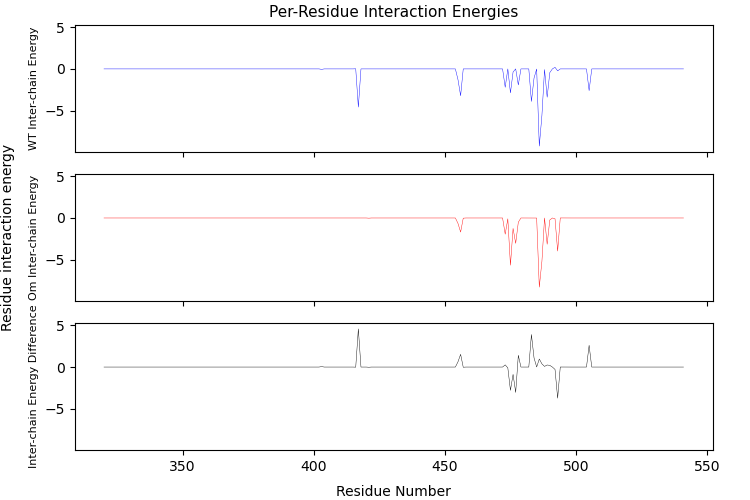 Per-Residue Interaction Energies
Residue interaction energy
WT Inter-chain Energy
5
0
−5
Om Inter-chain Energy
5
0
−5
Inter-chain Energy Difference
5
0
−5
350
400
450
500
550
Residue Number